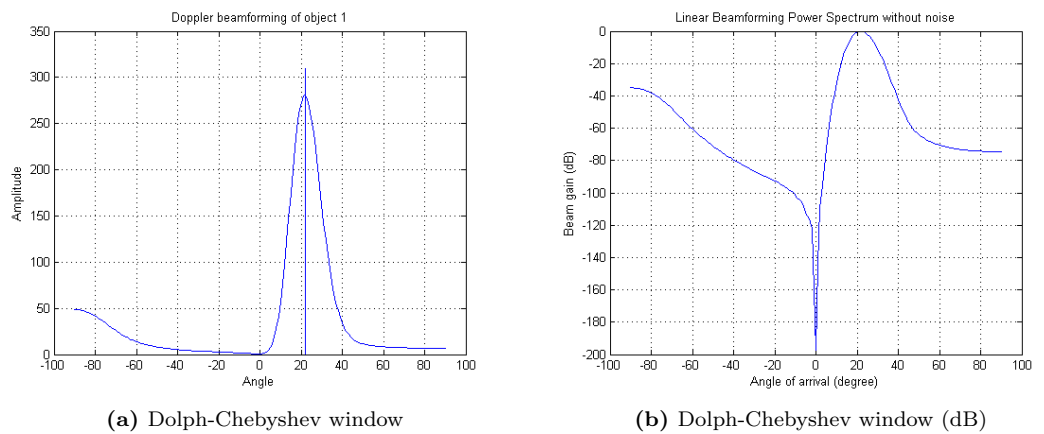 Doppler beamforming of object 1
350
300
250
200
150
100
50
0
-100 -80 -60 -40 -20 0 20 40 60 80 100
Amplitude
Angle
(a) Dolph-Chebyshev window
Linear Beamforming Power Spectrum without noise
0
-20
-40
-60
-80
-100
-120
-140
-160
-180
-200
-100 -80 -60 -40 -20 0 20 40 60 80 100
Beam gain (dB)
Angle of arrival (degree)
(b) Dolph-Chebyshev window (dB)